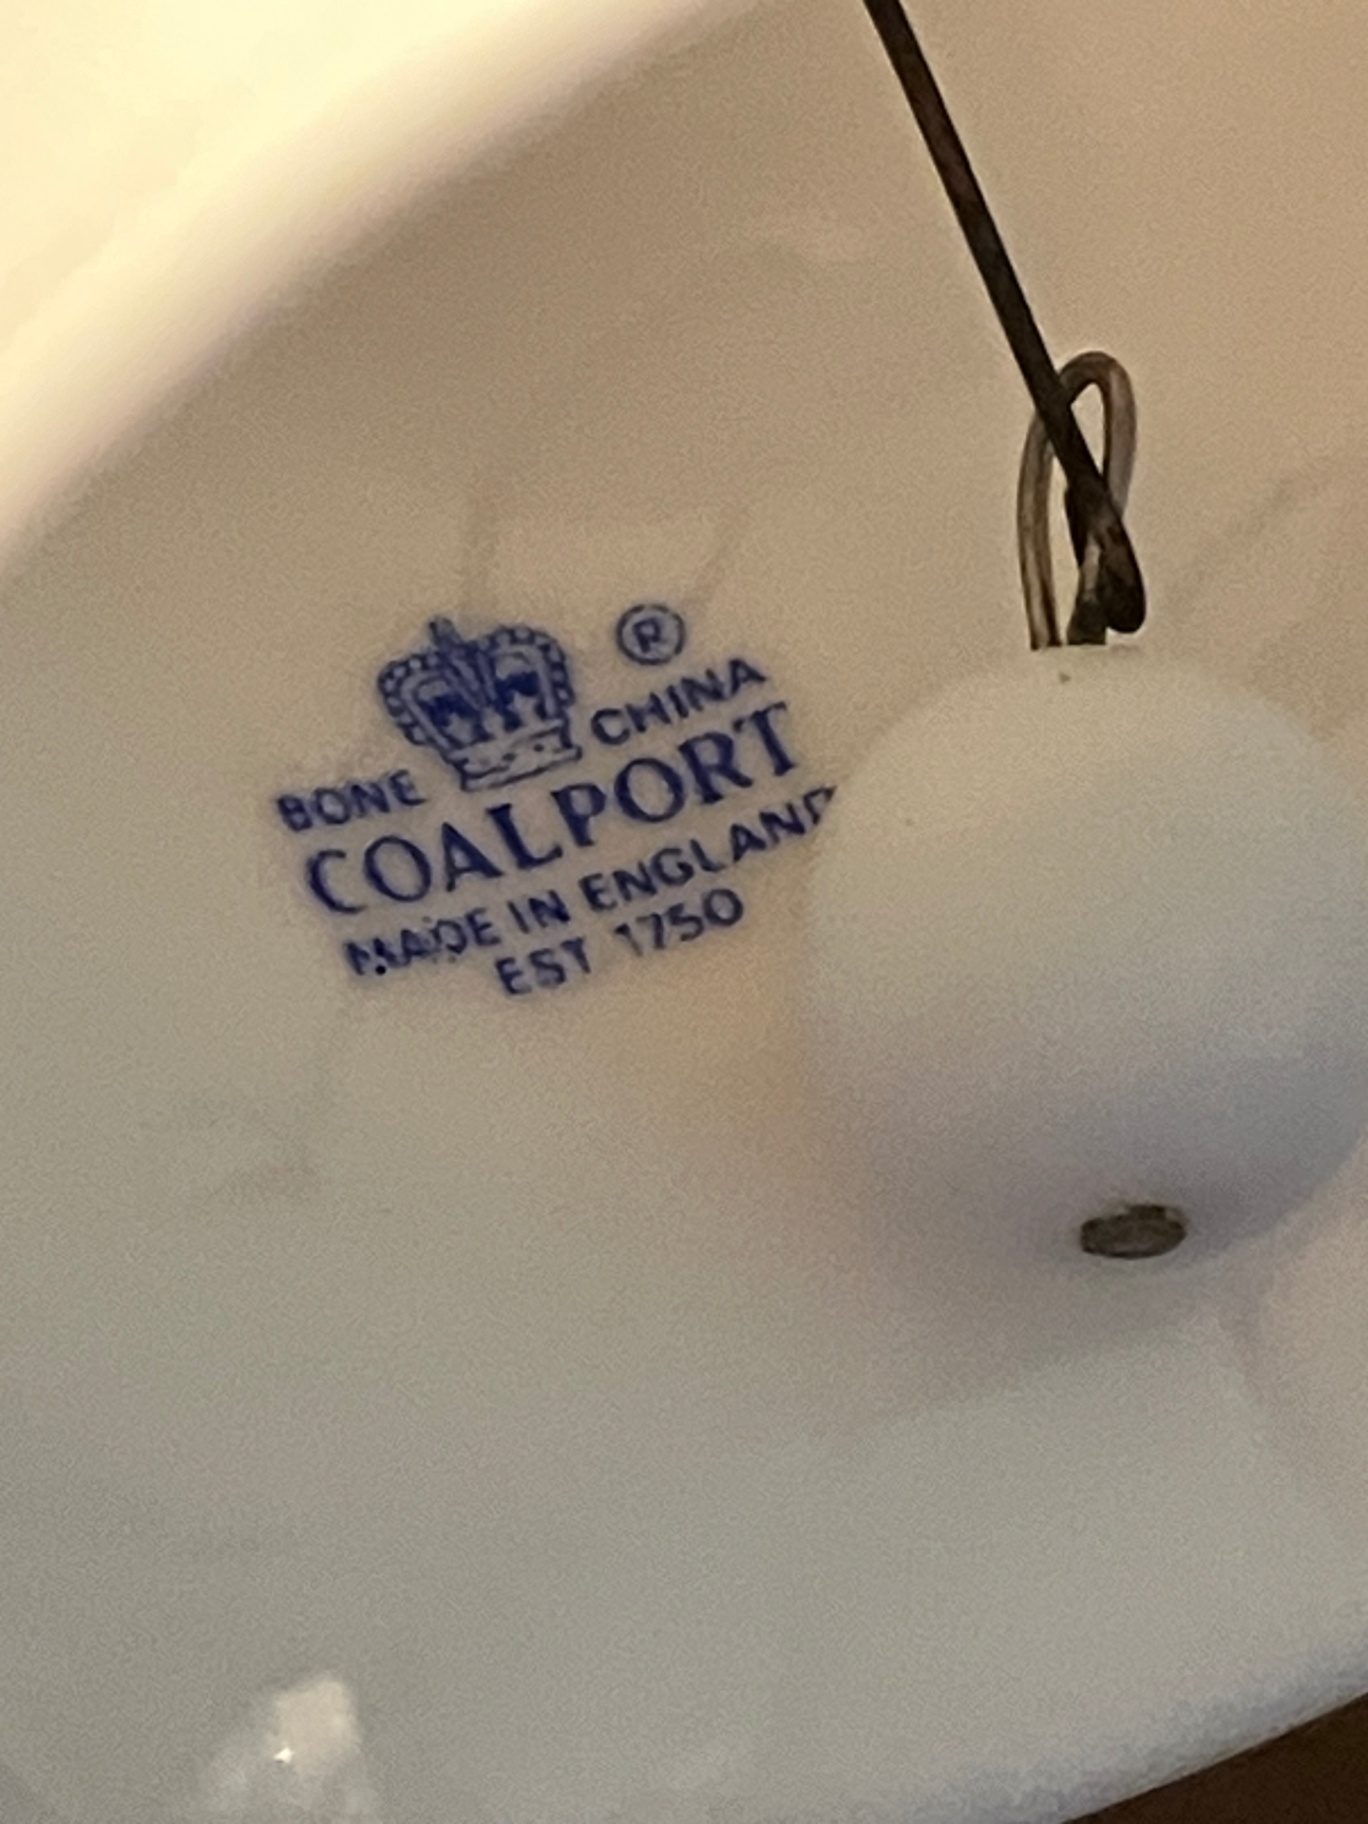 ®
BONE CHINA
COALPORT
MADE IN ENGLAND
EST 1750